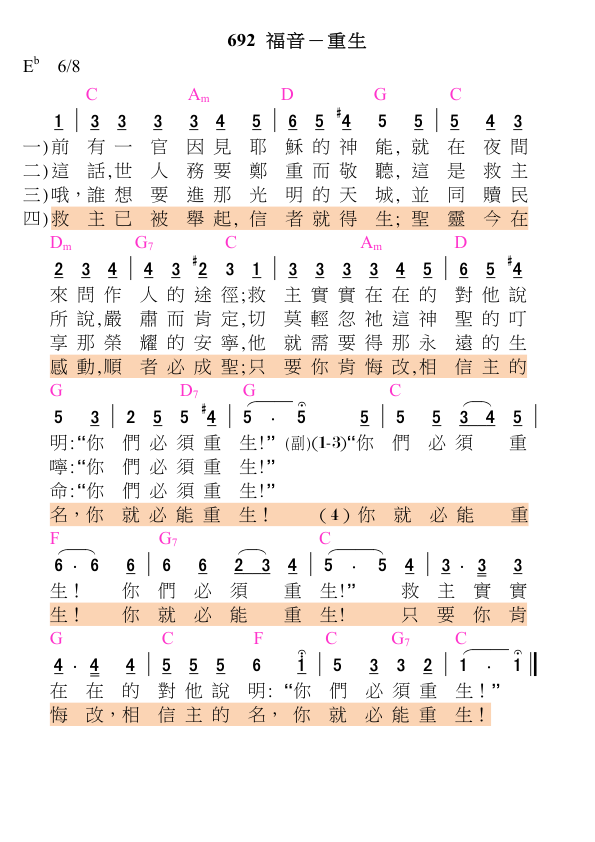 692 福音－重生
E♭ 6/8
C Am D G C
1 | 3 3 3 3 4 5 | 6 5 #4 5 5 | 5 4 3
一)前 有一 官 因見 耶 穌的神 能,就 在 夜間
二)這 話,世 人 務要 鄭 重而敬 聽,這 是 救主
三)哦，誰想 要 進那 光 明的天 城,並 同 贖民
四)救 主已 被 舉起,信 者就得 生;聖 靈 今在
Dm G7 C Am D
2 3 4 | 4 3 #2 3 1 | 3 3 3 3 4 5 | 6 5 #4
來問作 人的途徑;救 主實實在在的 對他說
所說,嚴 肅而肯定,切 莫輕忽祂這神 聖的叮
享那榮 耀的安寧,他 就需要得那永 遠的生
感動,順 者必成聖;只 要你肯悔改,相 信主的
G D7 G C
5 3 | 2 5 5 #4 | 5 · 5 5 | 5 5 3 4 5 |
明:“你 們必須重 生!” (副)(1-3)“你 們 必 須 重
嚀:“你 們必須重 生!”
命:“你 們必須重 生!”
名，你 就必能重 生! (4)你 就 必能 重
F G7 C
6 · 6 6 | 6 6 2 3 4 | 5 · 5 4 | 3 · 3 3
生! 你 們 必 須 重 生!” 救 主 實 實
生! 你 就 必 能 重 生! 只 要 你 肯
G C F C G7 C
4 · 4 4 | 5 5 5 6 1 | 5 3 3 2 | 1 · 1
在 在 的 對他說 明: “你 們 必須重 生!”
悔 改，相 信主的 名，你 就 必能重 生!